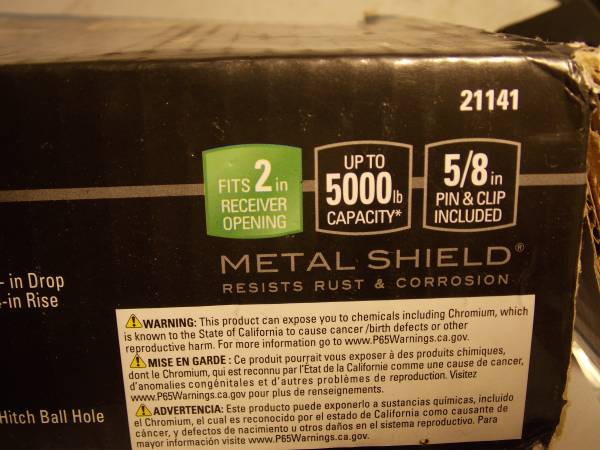 21141
FITS 2 in
RECEIVER
OPENING
UP TO
5000 lb
CAPACITY*
5/8 in
PIN & CLIP
INCLUDED
METAL SHIELD®
RESISTS RUST & CORROSION
- in Drop
-in Rise
Hitch Ball Hole
WARNING: This product can expose you to chemicals including Chromium, which
is known to the State of California to cause cancer /birth defects or other
reproductive harm. For more information go to www.P65Warnings.ca.gov.
MISE EN GARDE : Ce produit pourrait vous exposer à des produits chimiques,
dont le Chromium, qui est reconnu par l'État de la Californie comme une cause de cancer,
d'anomalies congénitales et d'autres problèmes de reproduction. Visitez
www.P65Warnings.ca.gov pour plus de renseignements.
ADVERTENCIA: Este producto puede exponerlo a sustancias químicas, incluido
el Chromium, el cual es reconocido por el estado de California como causante de
cáncer, y defectos de nacimiento u otros daños en el sistema reproductivo. Para
mayor información visite www.P65Warnings.ca.gov.